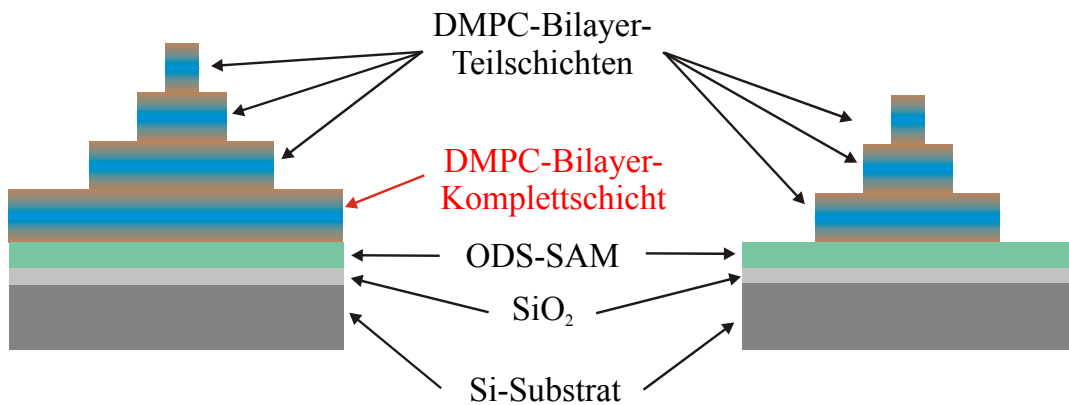 DMPC-Bilayer-
Teilschichten
DMPC-Bilayer-
Komplettschicht
ODS-SAM
SiO₂
Si-Substrat